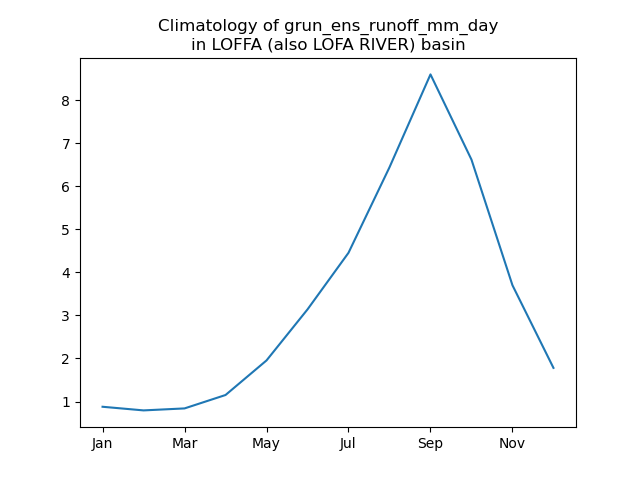 Climatology of grun_ens_runoff_mm_day
in LOFFA (also LOFA RIVER) basin
8
7
6
5
4
3
2
1
Jan Mar May Jul Sep Nov